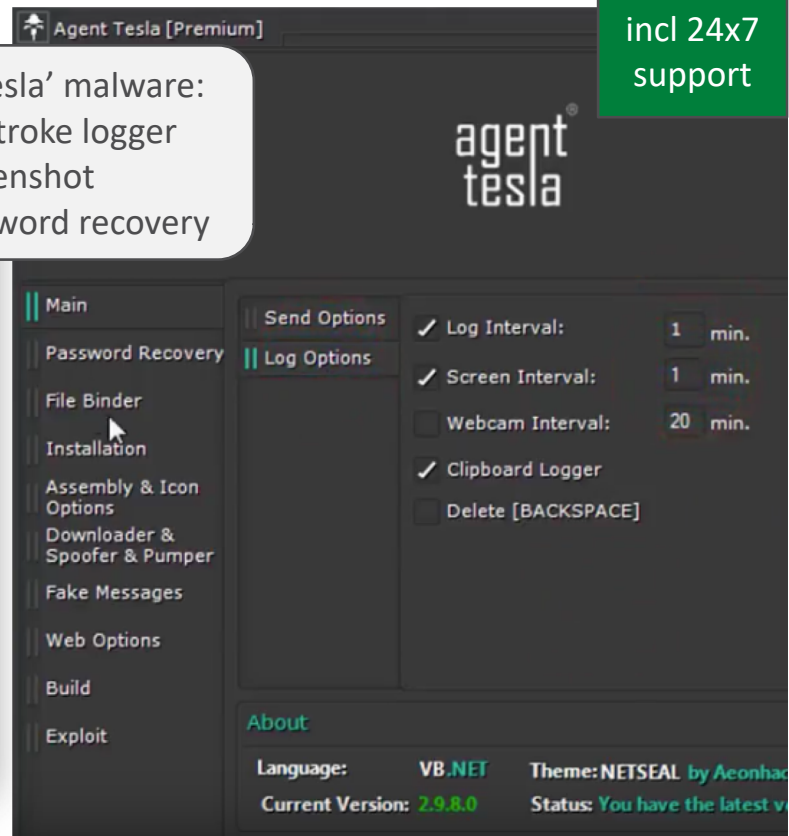 Agent Tesla [Premium]
incl 24x7
support
esla’ malware:
troke logger
enshot
word recovery
agent
tesla
®
Main
Password Recovery
File Binder
Installation
Assembly & Icon
Options
Downloader &
Spoofer & Pumper
Fake Messages
Web Options
Build
Exploit
Send Options
Log Options
Log Interval: 1 min.
Screen Interval: 1 min.
Webcam Interval: 20 min.
Clipboard Logger
Delete [BACKSPACE]
About
Language: VB.NET Theme: NETSEAL by Aeonhac
Current Version: 2.9.8.0 Status: You have the latest v